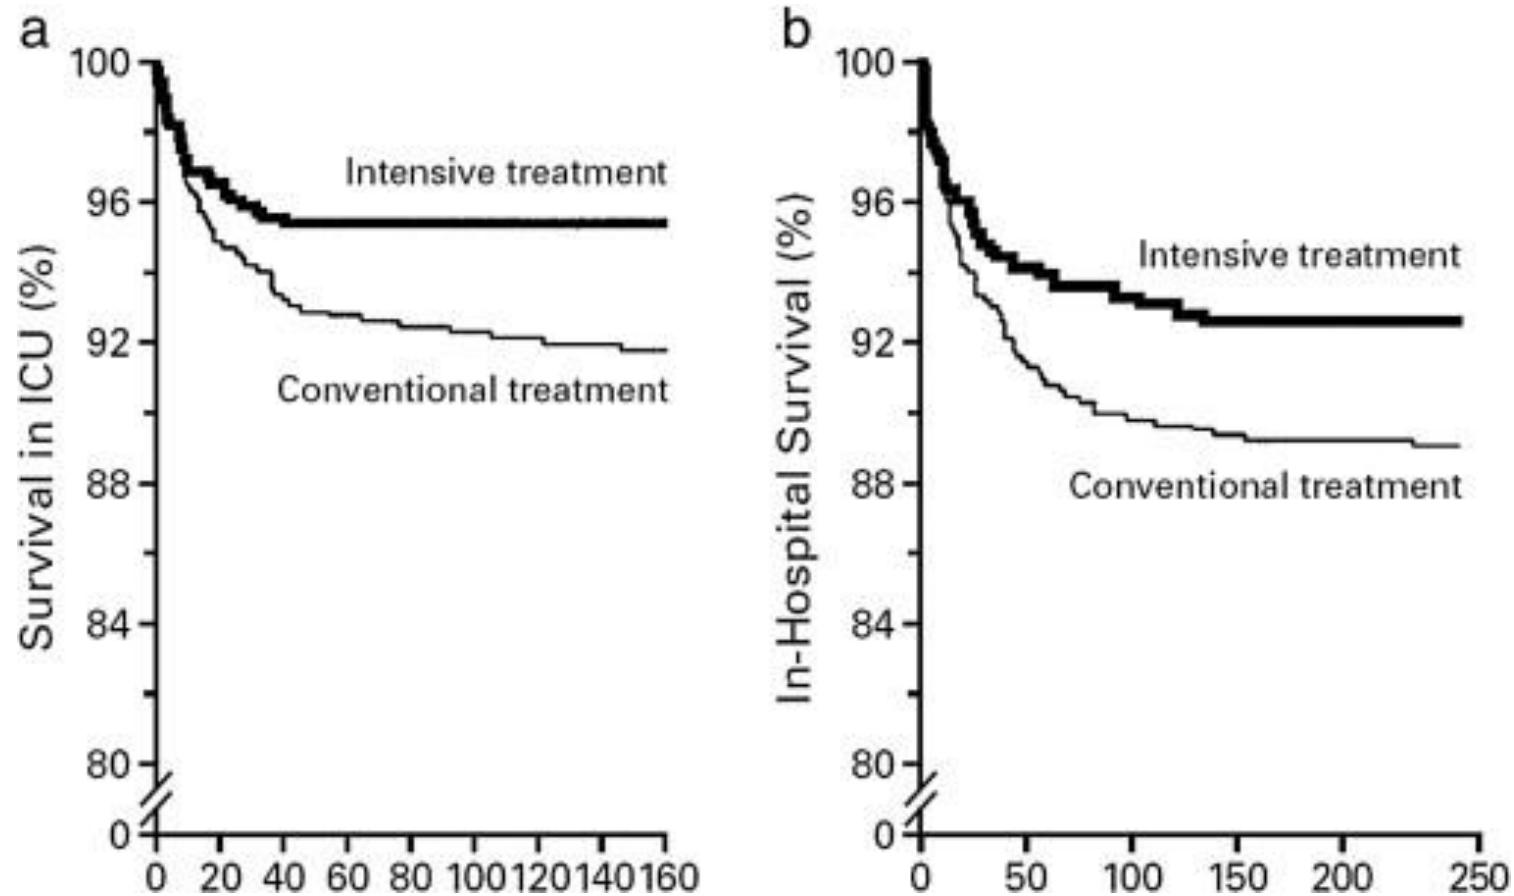 a
Survival in ICU (%)
100
96
92
88
84
80
0
Intensive treatment
Conventional treatment
0 20 40 60 80 100 120 140 160
b
In-Hospital Survival (%)
100
96
92
88
84
80
0
Intensive treatment
Conventional treatment
0 50 100 150 200 250